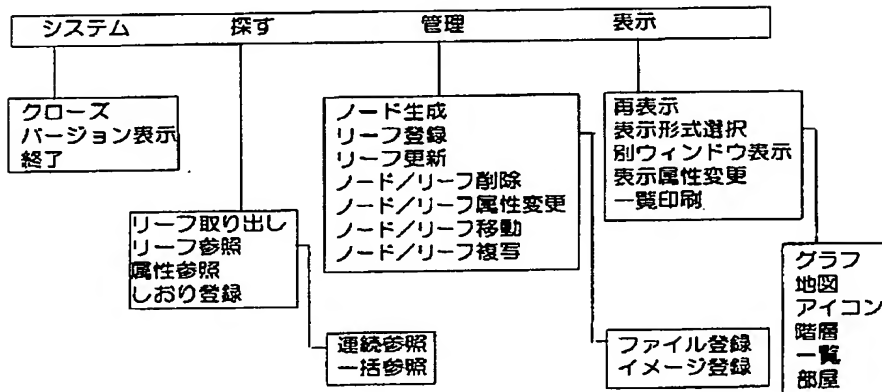 システム 探す 管理 表示
クローズ
バージョン表示
終了
リーフ取り出し
リーフ参照
属性参照
しおり登録
連続参照
一括参照
ノード生成
リーフ登録
リーフ更新
ノード/リーフ削除
ノード/リーフ属性変更
ノード/リーフ移動
ノード/リーフ複写
ファイル登録
イメージ登録
再表示
表示形式選択
別ウィンドウ表示
表示属性変更
一覧印刷
グラフ
地図
アイコン
階層
一覧
部屋